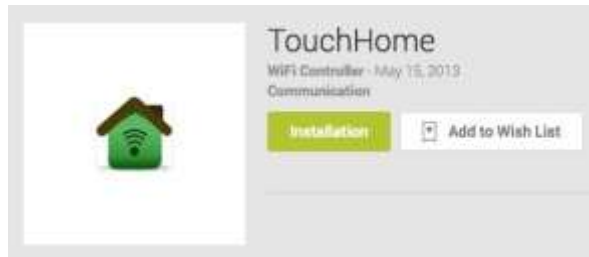 TouchHome
WiFi Controller - May 15, 2013
Communication
Installation
Add to Wish List